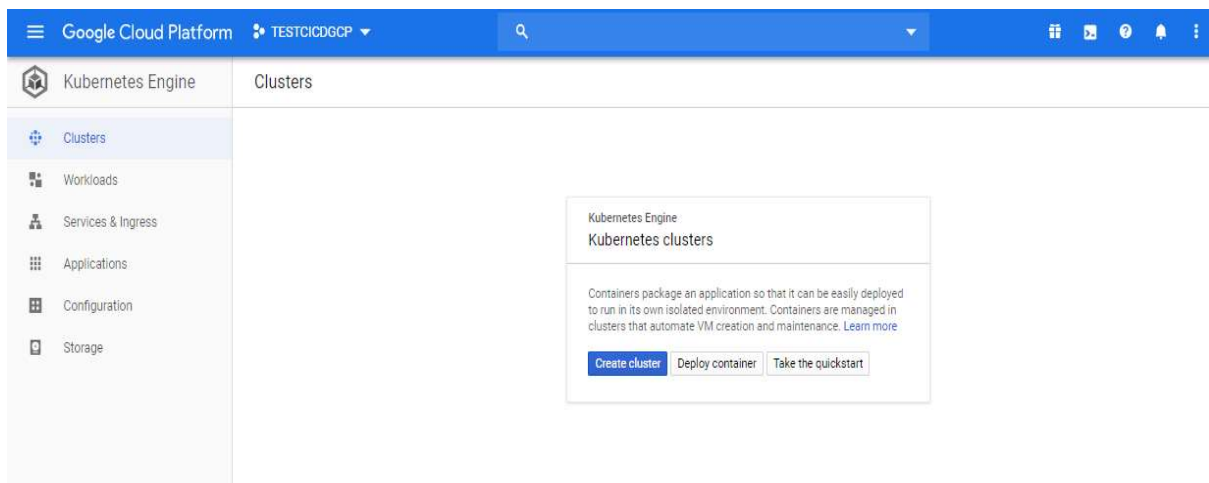 Google Cloud Platform TESTCICDGCP
Kubernetes Engine
Clusters
Clusters
Workloads
Services & Ingress
Applications
Configuration
Storage
Kubernetes Engine
Kubernetes clusters
Containers package an application so that it can be easily deployed
to run in its own isolated environment. Containers are managed in
clusters that automate VM creation and maintenance. Learn more
Create cluster Deploy container Take the quickstart